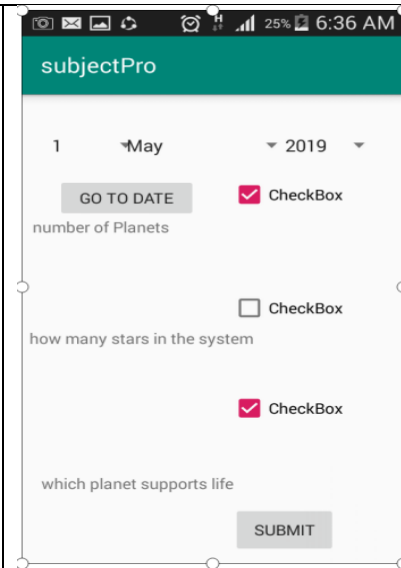 H 25% 6:36 AM
subjectPro
1 May 2019
GO TO DATE CheckBox
number of Planets
CheckBox
how many stars in the system
CheckBox
which planet supports life
SUBMIT